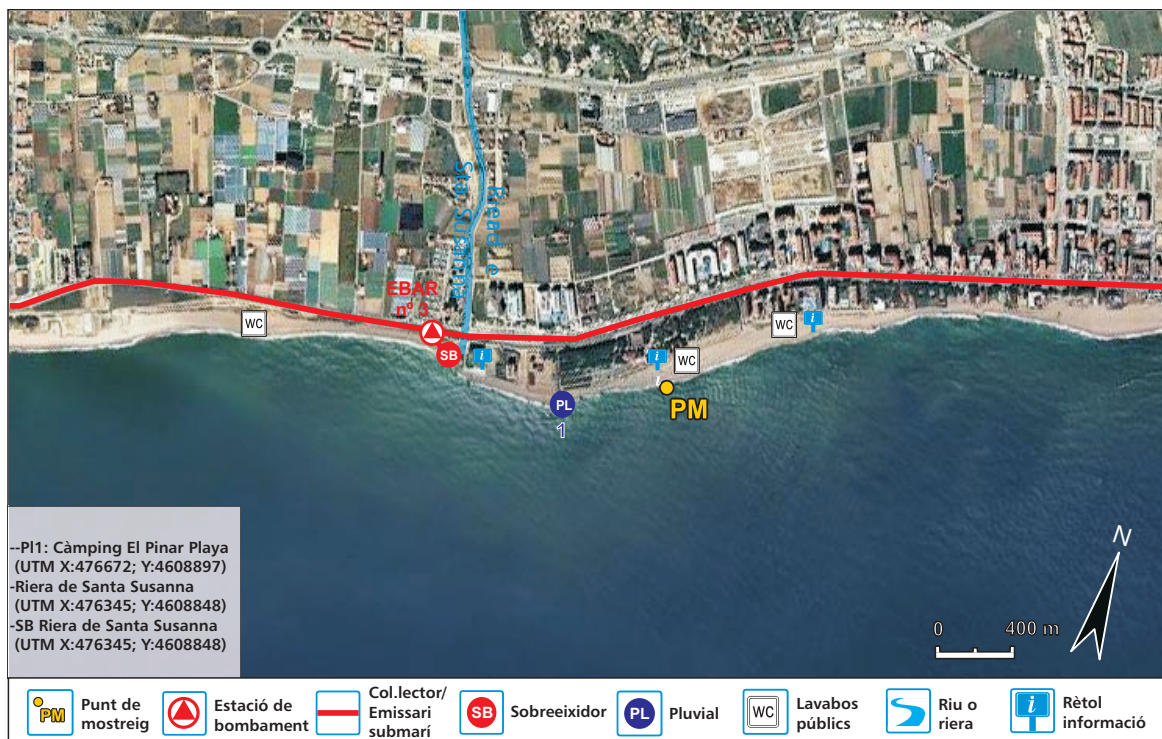 Riera de
Sta. Susanna
EBAR
nº 3
WC
SB
i
PL
1
i
WC
PM
WC
i
--Pl1: Càmping El Pinar Playa
(UTM X:476672; Y:4608897)
-Riera de Santa Susanna
(UTM X:476345; Y:4608848)
-SB Riera de Santa Susanna
(UTM X:476345; Y:4608848)
N
0 400 m
PM Punt de
mostreig
Estació de
bombament
Col.lector/
Emissari
submarí
SB Sobreeixidor
PL Pluvial
WC Lavabos
públics
Riu o
riera
i Rètol
informació